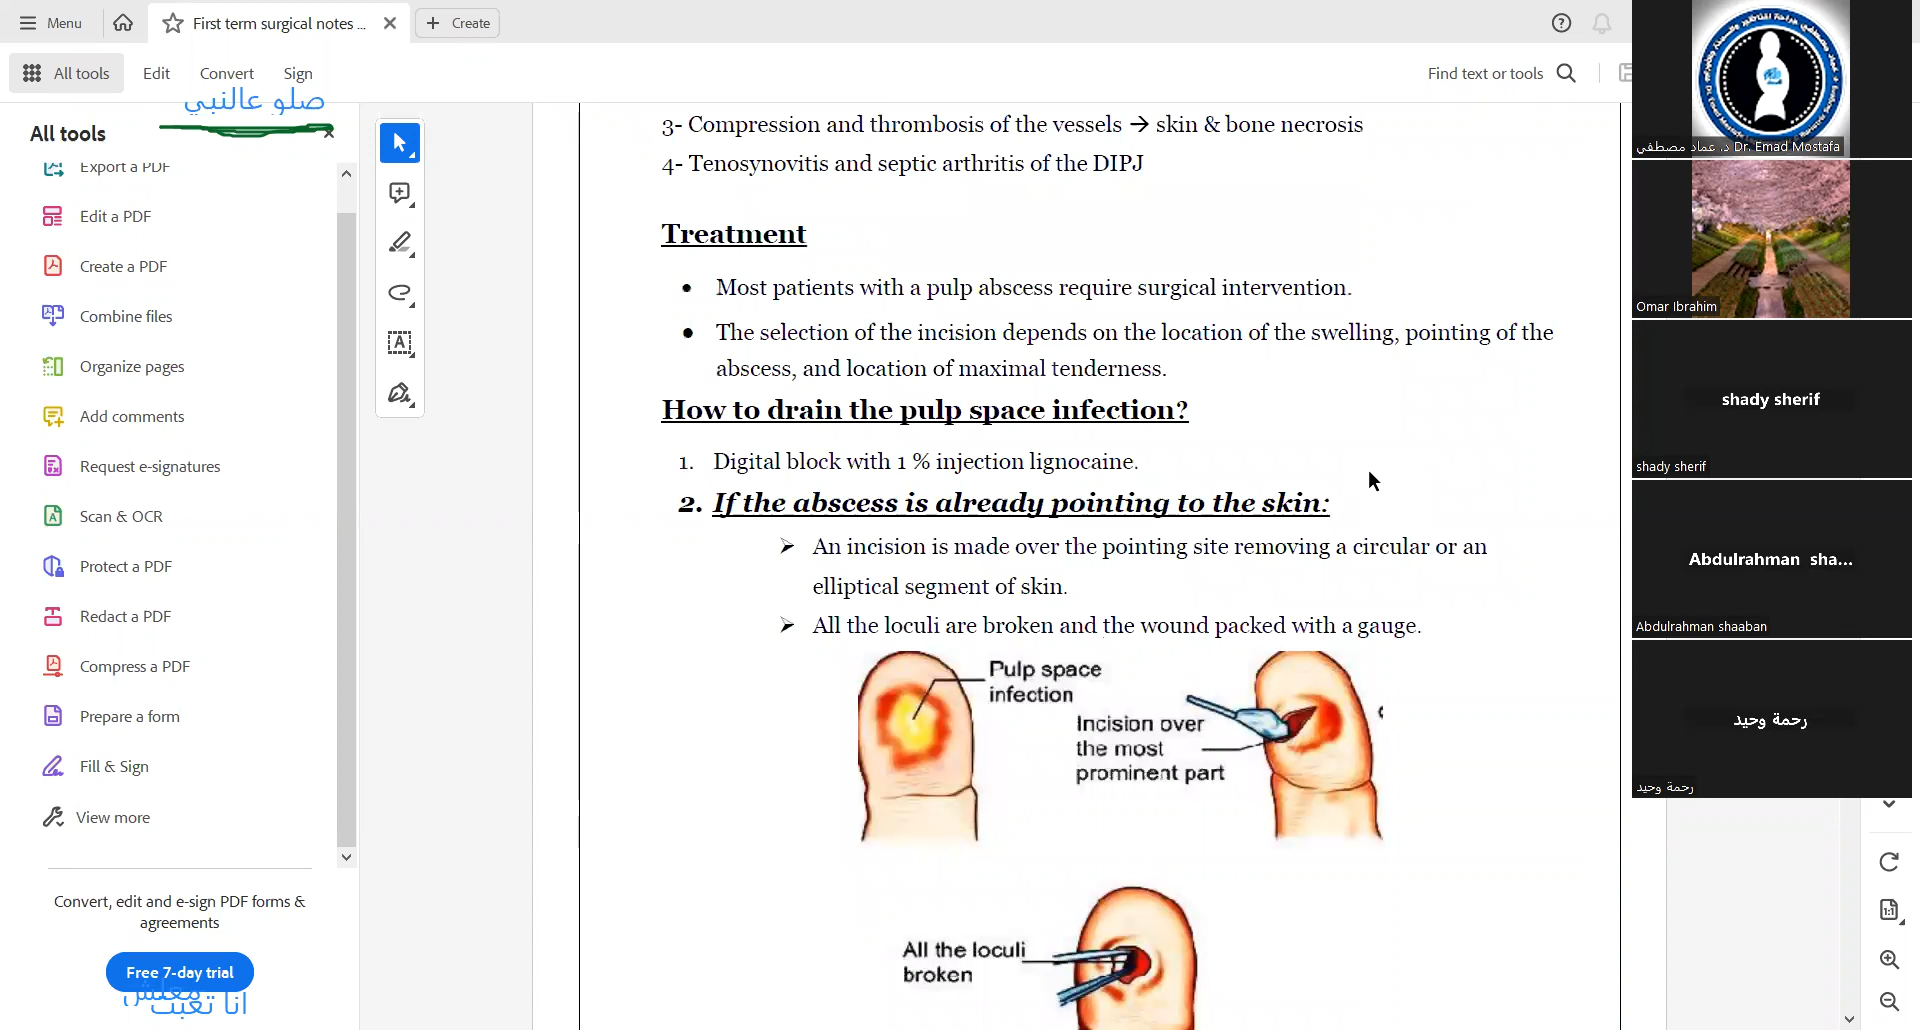 Menu
First term surgical notes ...
Create
All tools
Edit
Convert
Sign
Find text or tools
صلو عالنبي
All tools
Export a PDF
Edit a PDF
Create a PDF
Combine files
Organize pages
Add comments
Request e-signatures
Scan & OCR
Protect a PDF
Redact a PDF
Compress a PDF
Prepare a form
Fill & Sign
View more
Convert, edit and e-sign PDF forms &
agreements
Free 7-day trial
معلش
انا تعبت
3- Compression and thrombosis of the vessels → skin & bone necrosis
4- Tenosynovitis and septic arthritis of the DIPJ
Treatment
• Most patients with a pulp abscess require surgical intervention.
• The selection of the incision depends on the location of the swelling, pointing of the
abscess, and location of maximal tenderness.
How to drain the pulp space infection?
1. Digital block with 1 % injection lignocaine.
2. If the abscess is already pointing to the skin:
➢ An incision is made over the pointing site removing a circular or an
elliptical segment of skin.
➢ All the loculi are broken and the wound packed with a gauge.
Pulp space
infection
Incision over
the most
prominent part
All the loculi
broken
د. عماد مصطفي Dr. Emad Mostafa
Omar Ibrahim
shady sherif
shady sherif
Abdulrahman sha...
Abdulrahman shaaban
رحمة وحيد
رحمة وحيد
1:1